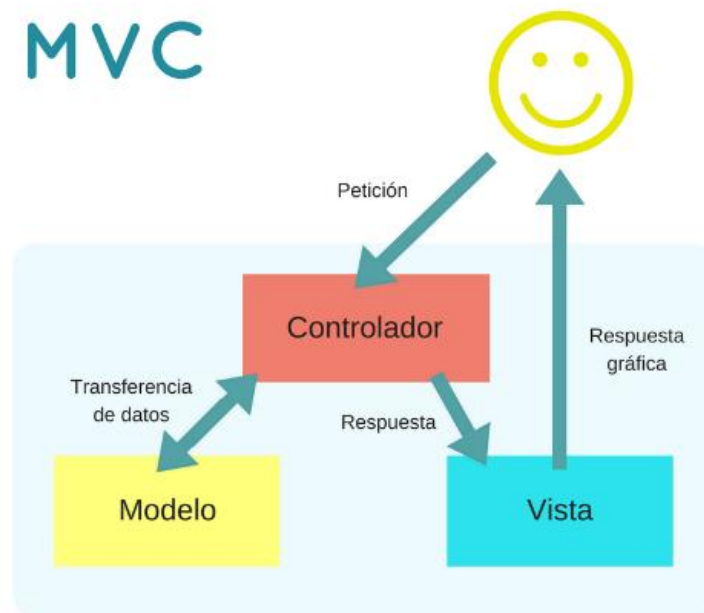 MVC
Petición
Controlador
Respuesta
gráfica
Transferencia
de datos
Respuesta
Modelo
Vista